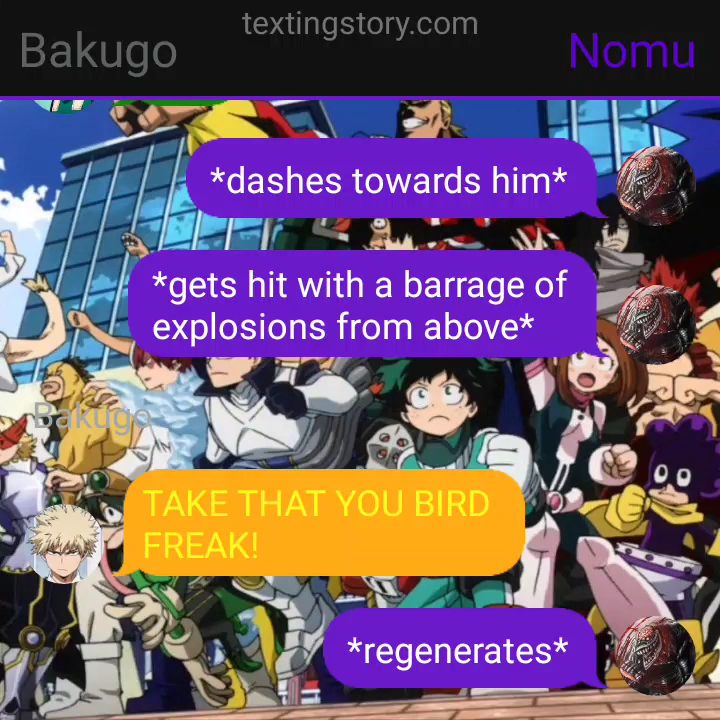 textingstory.com
Bakugo
Nomu
*dashes towards him*
*gets hit with a barrage of
explosions from above*
Bakugo
TAKE THAT YOU BIRD
FREAK!
*regenerates*